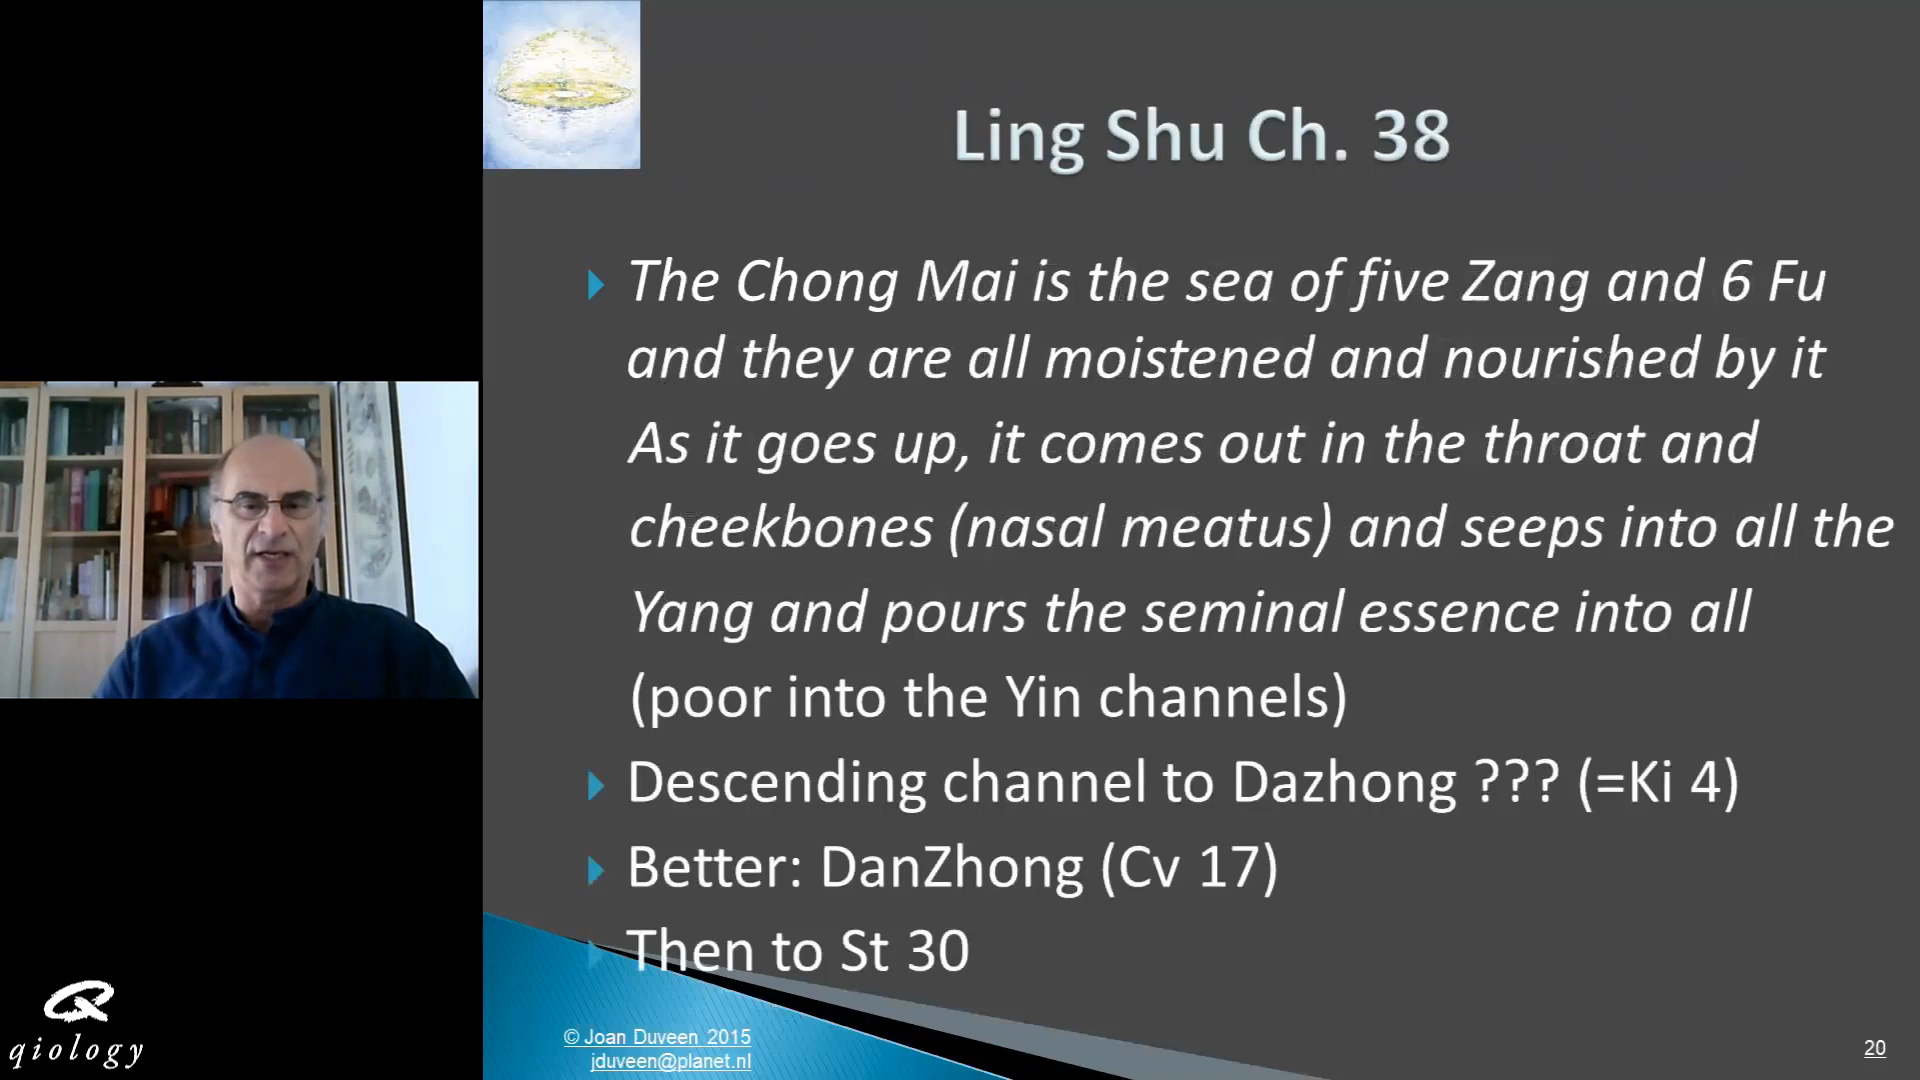 Ling Shu Ch. 38
The Chong Mai is the sea of five Zang and 6 Fu
and they are all moistened and nourished by it
As it goes up, it comes out in the throat and
cheekbones (nasal meatus) and seeps into all the
Yang and pours the seminal essence into all
(poor into the Yin channels)
Descending channel to Dazhong ??? (=Ki 4)
Better: DanZhong (Cv 17)
Then to St 30
© Joan Duveen 2015
jduveen@planet.nl
20
qiology